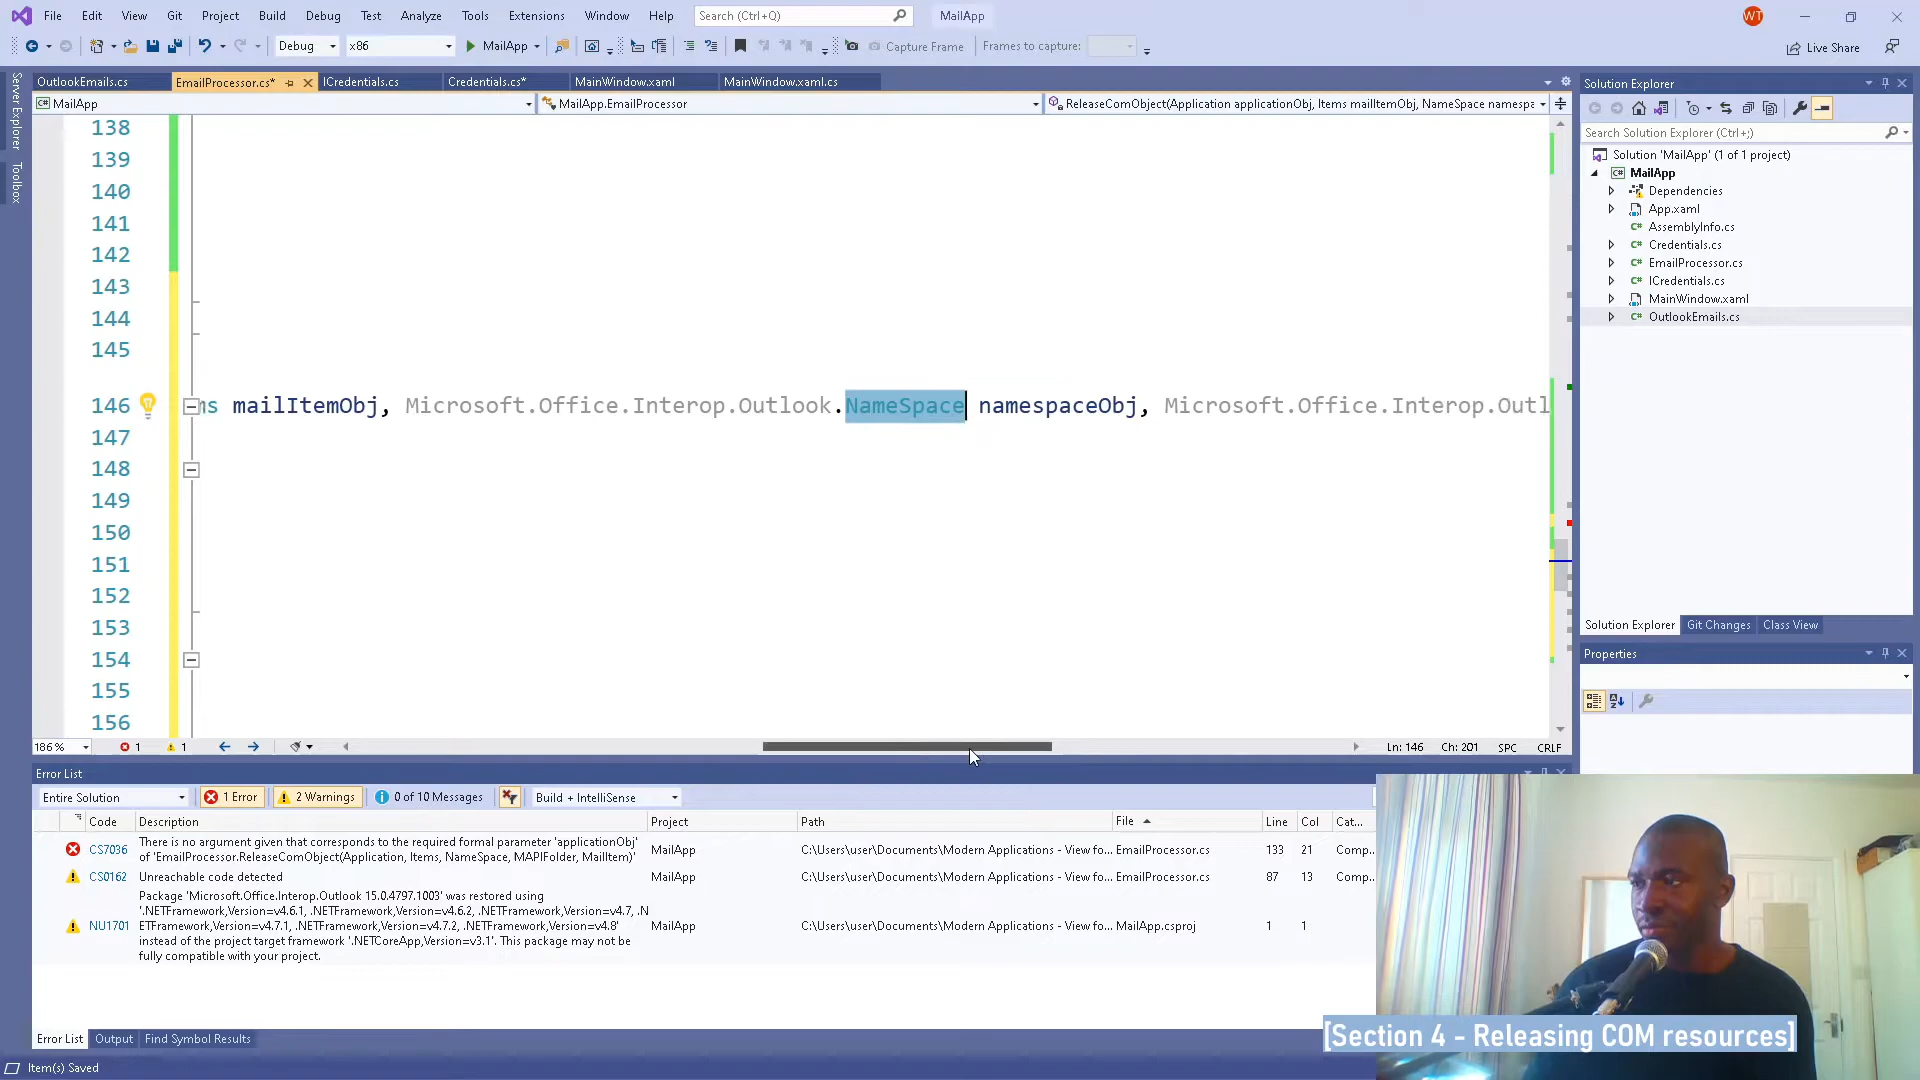 File Edit View Git Project Build Debug Test Analyze Tools Extensions Window Help Search (Ctrl+Q) MailApp WT
Debug x86 MailApp Capture Frame Frames to capture: Live Share
OutlookEmails.cs EmailProcessor.cs* ICredentials.cs Credentials.cs* MainWindow.xaml MainWindow.xaml.cs
MailApp MailApp.EmailProcessor ReleaseComObject(Application applicationObj, Items mailItemObj, NameSpace namespa
Server Explorer
Toolbox
138
139
140
141
142
143
144
145
146 ms mailItemObj, Microsoft.Office.Interop.Outlook.NameSpace namespaceObj, Microsoft.Office.Interop.Outl
147
148
149
150
151
152
153
154
155
156
186 % 1 1 Ln: 146 Ch: 201 SPC CRLF
Solution Explorer
Search Solution Explorer (Ctrl+;)
Solution 'MailApp' (1 of 1 project)
MailApp
Dependencies
App.xaml
AssemblyInfo.cs
Credentials.cs
EmailProcessor.cs
ICredentials.cs
MainWindow.xaml
OutlookEmails.cs
Solution Explorer Git Changes Class View
Properties
Error List
Entire Solution 1 Error 2 Warnings 0 of 10 Messages Build + IntelliSense
Code Description Project Path File Line Col Cat...
CS7036 There is no argument given that corresponds to the required formal parameter 'applicationObj'
of 'EmailProcessor.ReleaseComObject(Application, Items, NameSpace, MAPIFolder, MailItem)' MailApp C:\Users\user\Documents\Modern Applications - View fo... EmailProcessor.cs 133 21 Comp...
CS0162 Unreachable code detected MailApp C:\Users\user\Documents\Modern Applications - View fo... EmailProcessor.cs 87 13 Comp...
NU1701 Package 'Microsoft.Office.Interop.Outlook 15.0.4797.1003' was restored using
'.NETFramework,Version=v4.6.1, .NETFramework,Version=v4.6.2, .NETFramework,Version=v4.7, .N
ETFramework,Version=v4.7.1, .NETFramework,Version=v4.7.2, .NETFramework,Version=v4.8'
instead of the project target framework '.NETCoreApp,Version=v3.1'. This package may not be
fully compatible with your project. MailApp C:\Users\user\Documents\Modern Applications - View fo... MailApp.csproj 1 1
Error List Output Find Symbol Results
Item(s) Saved
[Section 4 - Releasing COM resources]